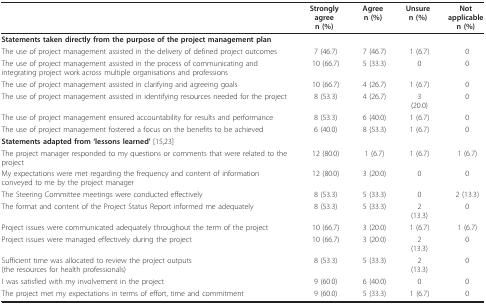 Strongly agree n (%) Agree n (%) Unsure n (%) Not applicable n (%)
Statements taken directly from the purpose of the project management plan
The use of project management assisted in the delivery of defined project outcomes 7 (46.7) 7 (46.7) 1 (6.7) 0
The use of project management assisted in the process of communicating and 10 (66.7) 5 (33.3) 0 0
integrating project work across multiple organisations and professions
The use of project management assisted in clarifying and agreeing goals 10 (66.7) 4 (26.7) 1 (6.7) 0
The use of project management assisted in identifying resources needed for the project 8 (53.3) 4 (26.7) 3 (20.0) 0
The use of project management ensured accountability for results and performance 8 (53.3) 6 (40.0) 1 (6.7) 0
The use of project management fostered a focus on the benefits to be achieved 6 (40.0) 8 (53.3) 1 (6.7) 0
Statements adapted from ‘lessons learned’ [15,23]
The project manager responded to my questions or comments that were related to the 12 (80.0) 1 (6.7) 1 (6.7) 1 (6.7)
project
My expectations were met regarding the frequency and content of information 12 (80.0) 3 (20.0) 0 0
conveyed to me by the project manager
The Steering Committee meetings were conducted effectively 8 (53.3) 5 (33.3) 0 2 (13.3)
The format and content of the Project Status Report informed me adequately 8 (53.3) 5 (33.3) 2 (13.3) 0
Project issues were communicated adequately throughout the term of the project 10 (66.7) 3 (20.0) 1 (6.7) 1 (6.7)
Project issues were managed effectively during the project 10 (66.7) 3 (20.0) 2 (13.3) 0
Sufficient time was allocated to review the project outputs 8 (53.3) 5 (33.3) 2 (13.3) 0
(the resources for health professionals)
I was satisfied with my involvement in the project 9 (60.0) 6 (40.0) 0 0
The project met my expectations in terms of effort, time and commitment 9 (60.0) 5 (33.3) 1 (6.7) 0